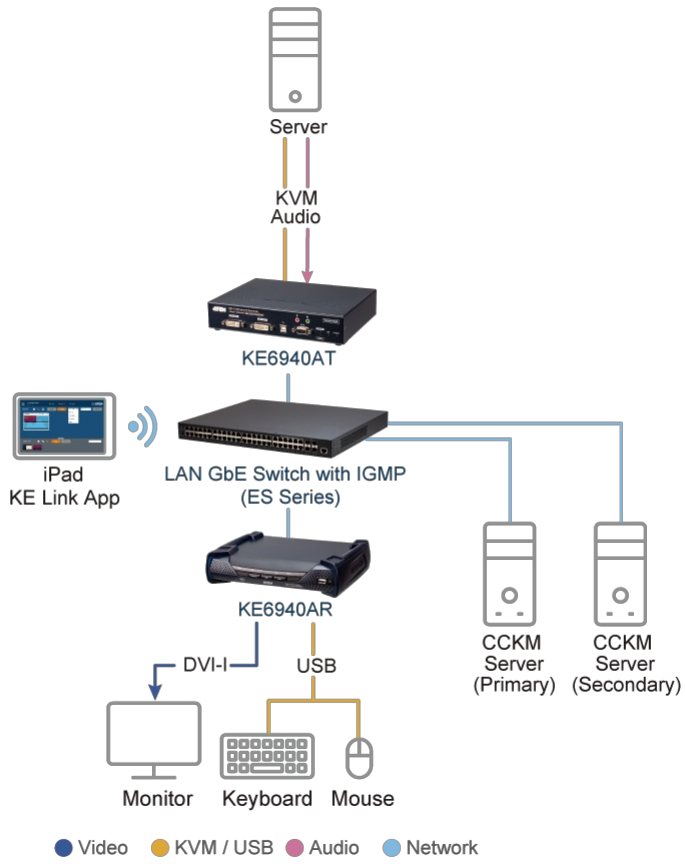 Server
KVM
Audio
ATEN
KE6940AT
iPad
KE Link App
LAN GbE Switch with IGMP
(ES Series)
KE6940AR
DVI-I
USB
CCKM
Server
(Primary)
CCKM
Server
(Secondary)
Monitor
Keyboard
Mouse
Video
KVM / USB
Audio
Network